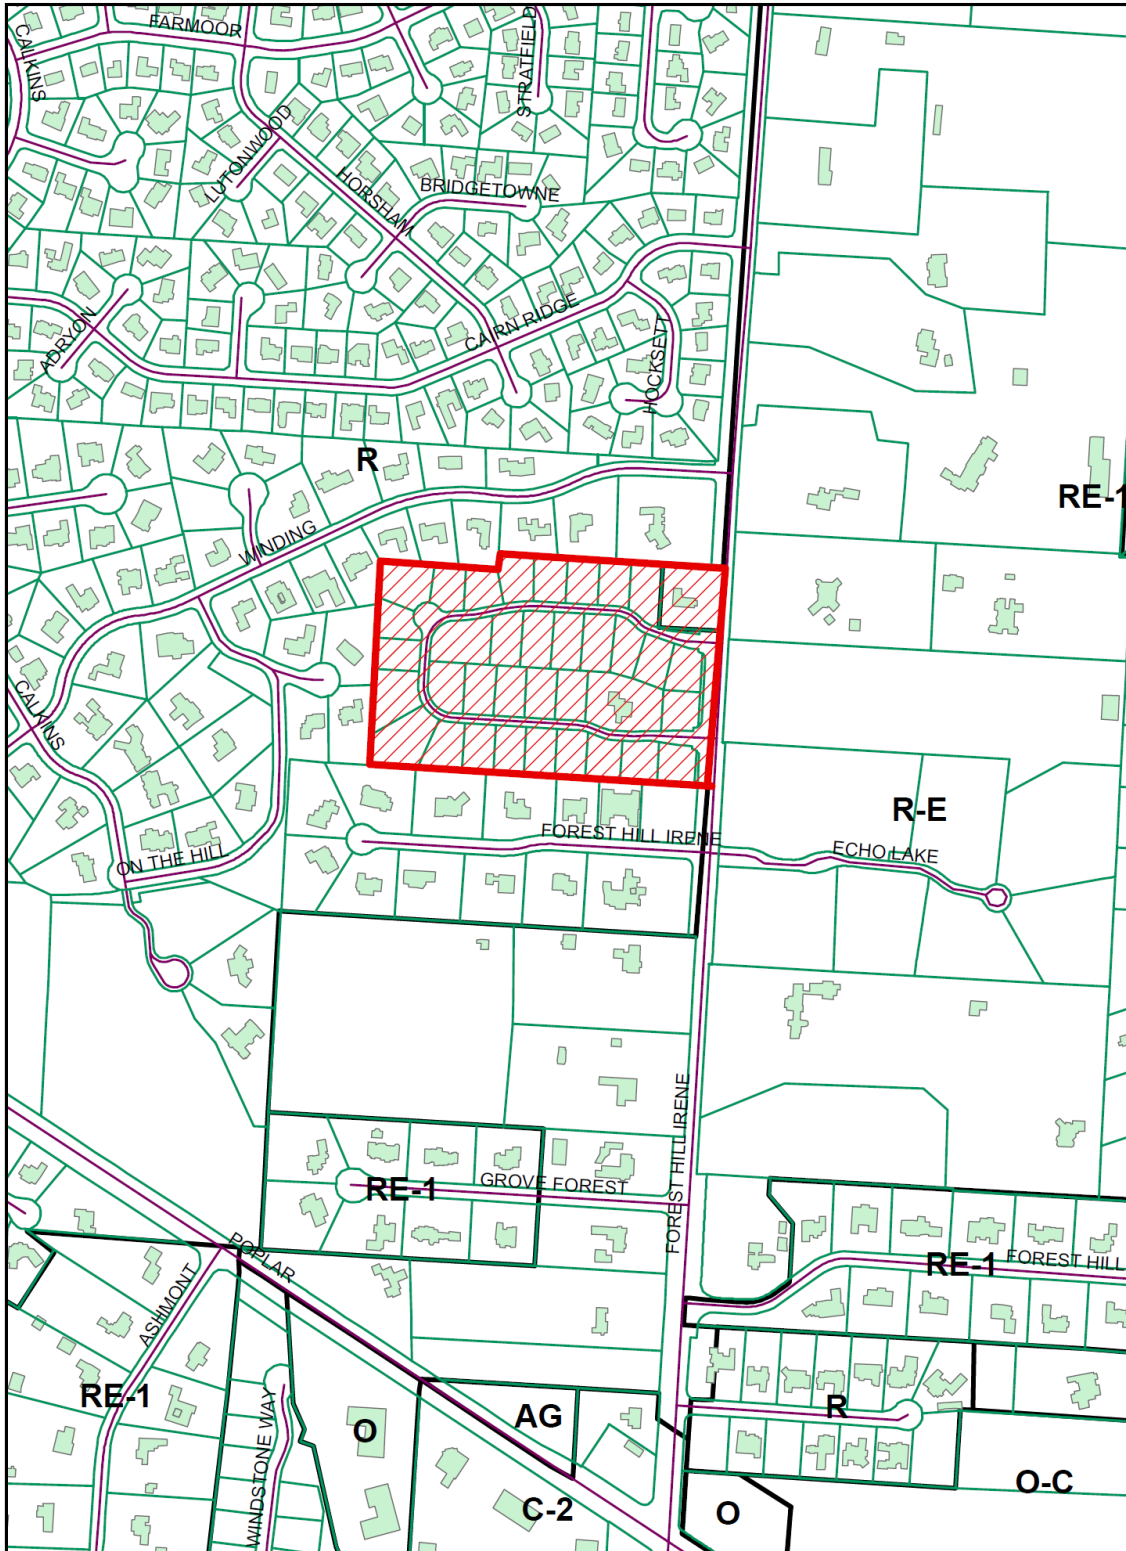 FARMOOR
CALKINS
STRATFIELD
LUTONWOOD
HORSHAM
BRIDGETOWNE
CAIRN RIDGE
ADRYON
HOCKSETT
R
RE-1
WINDING
CALKINS
R-E
FOREST HILL IRENE
ECHO LAKE
ON THE HILL
FOREST HILL IRENE
GROVE FOREST
RE-1
POPLAR
RE-1
FOREST HILL
ASHMONT
RE-1
WINDSTONE WAY
O
AG
R
C-2
O
O-C